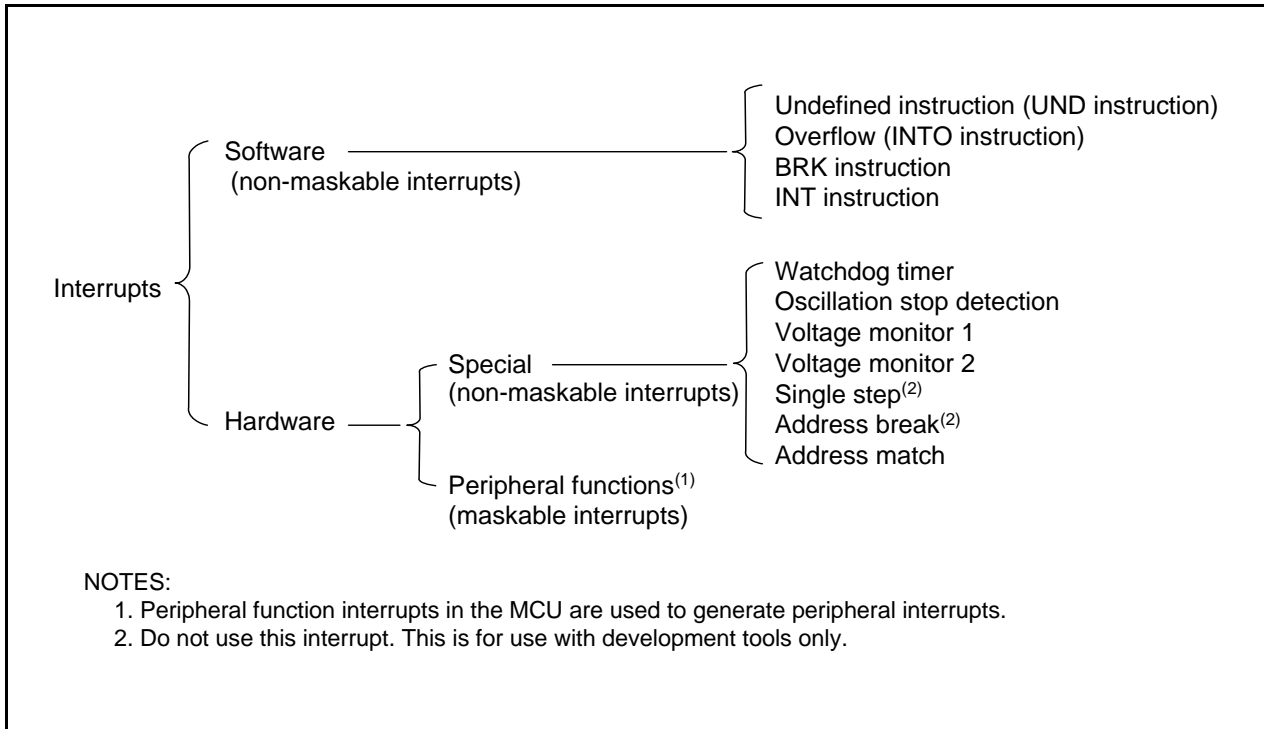 Undefined instruction (UND instruction)
Overflow (INTO instruction)
BRK instruction
INT instruction
Software
(non-maskable interrupts)
Interrupts
Watchdog timer
Oscillation stop detection
Voltage monitor 1
Voltage monitor 2
Single step(2)
Address break(2)
Address match
Special
(non-maskable interrupts)
Hardware
Peripheral functions(1)
(maskable interrupts)
NOTES:
1. Peripheral function interrupts in the MCU are used to generate peripheral interrupts.
2. Do not use this interrupt. This is for use with development tools only.